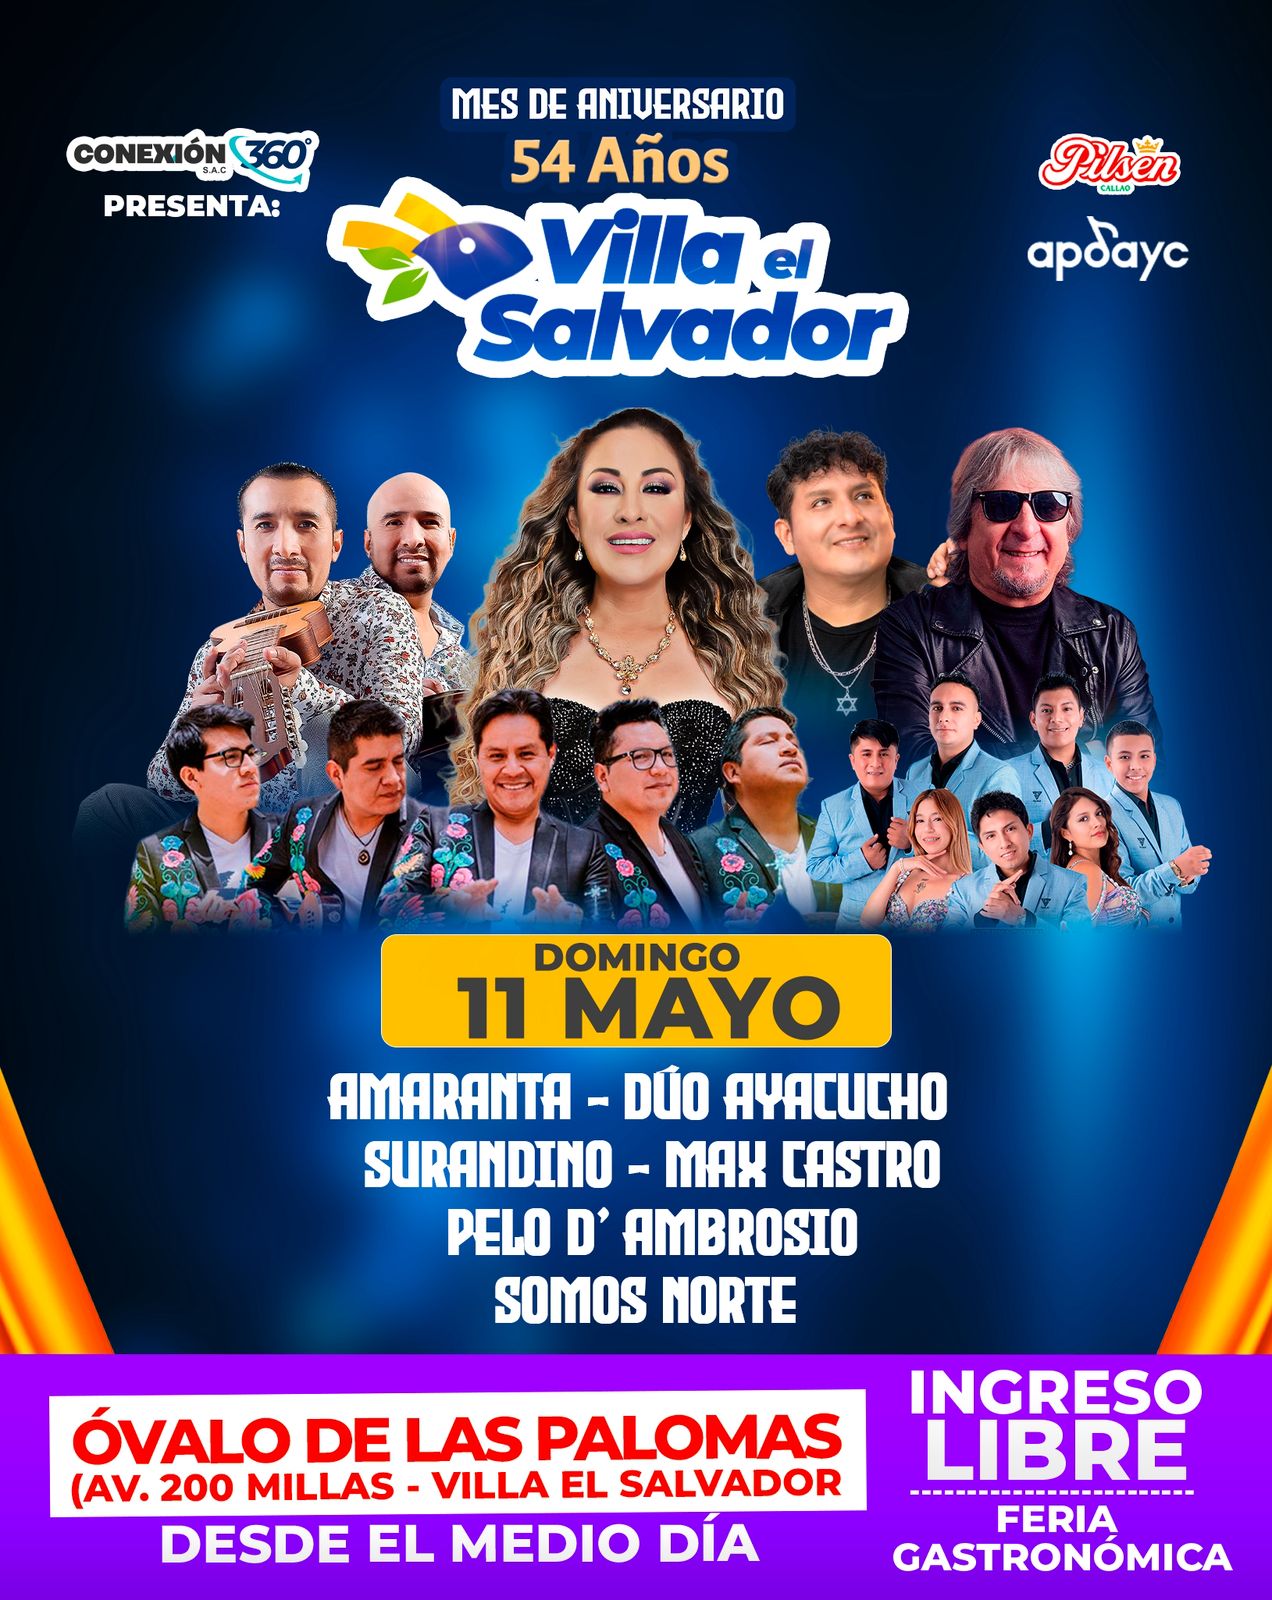 MES DE ANIVERSARIO
54 Años
Villa el
Salvador
CONEXIÓN 360°
S.A.C
PRESENTA:
Pilsen
CALLAO
apdayc
DOMINGO
11 MAYO
AMARANTA - DÚO AYACUCHO
SURANDINO - MAX CASTRO
PELO D' AMBROSIO
SOMOS NORTE
ÓVALO DE LAS PALOMAS
(AV. 200 MILLAS - VILLA EL SALVADOR
DESDE EL MEDIO DÍA
INGRESO
LIBRE
FERIA
GASTRONÓMICA